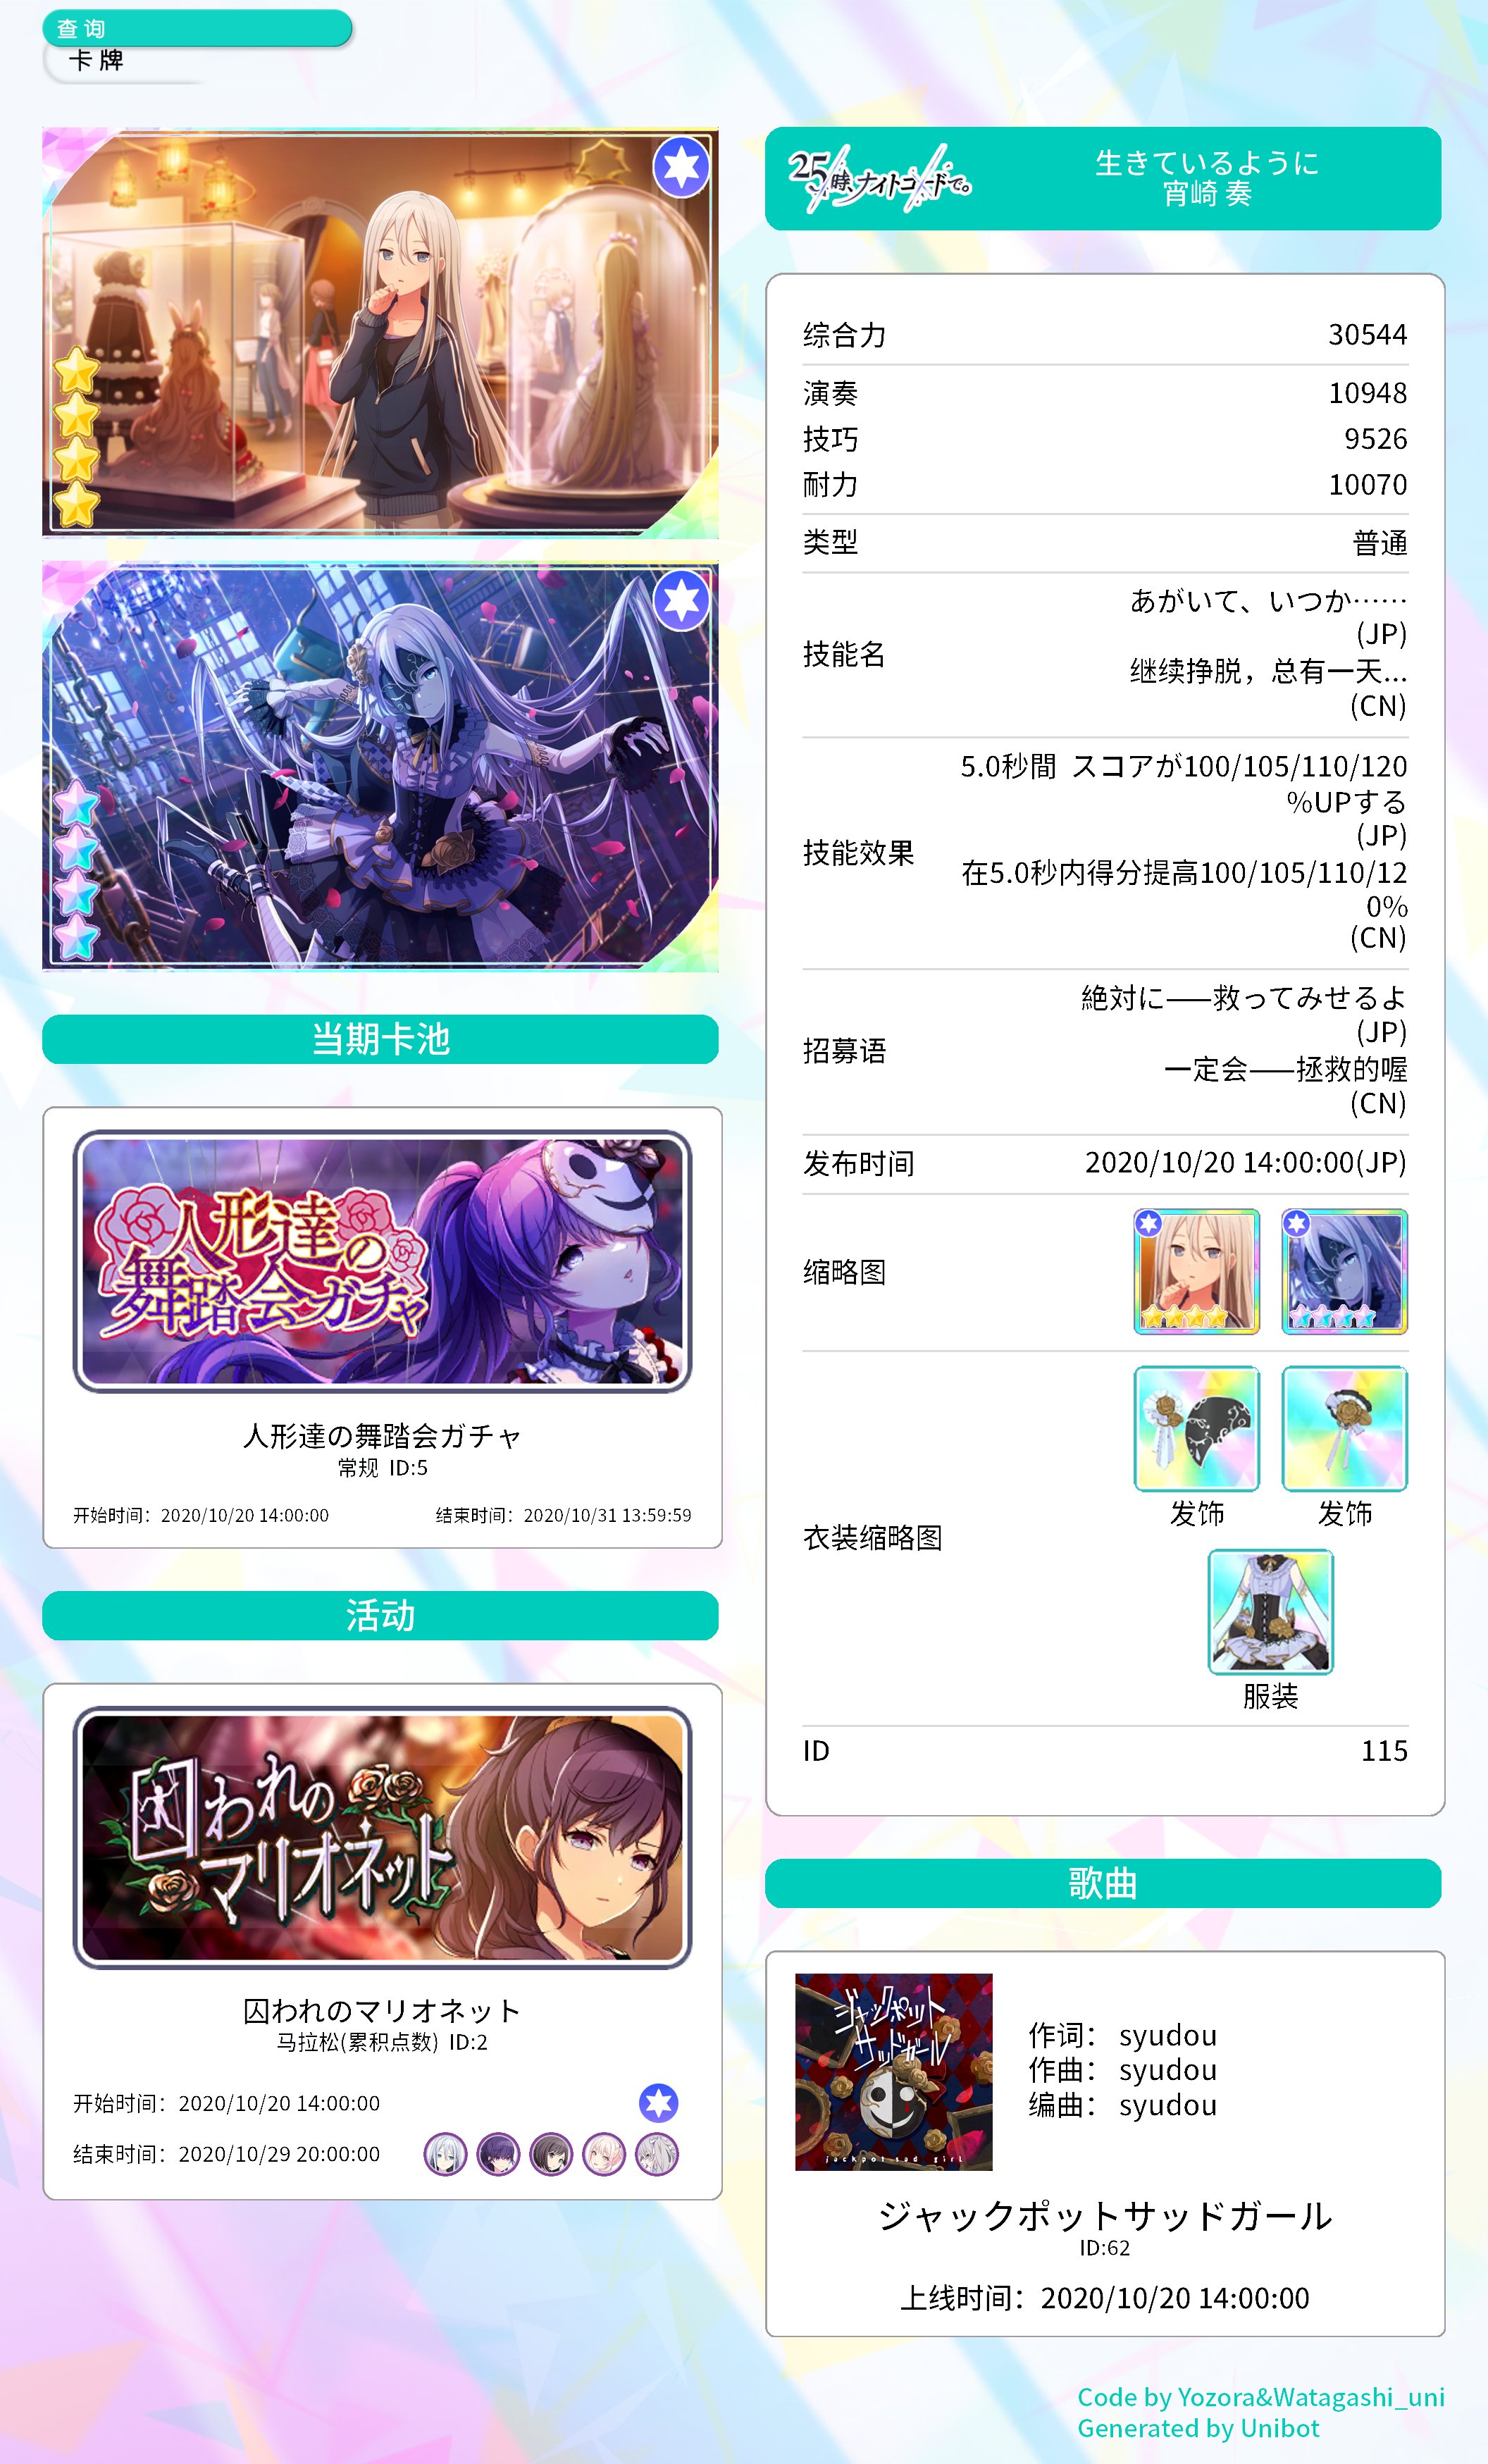 查询
卡牌
25時、ナイトコードで。
生きているように
宵崎 奏
综合力 30544
演奏 10948
技巧 9526
耐力 10070
类型 普通
技能名
あがいて、いつか……
(JP)
继续挣脱，总有一天...
(CN)
技能效果
5.0秒間 スコアが100/105/110/120
%UPする
(JP)
在5.0秒内得分提高100/105/110/12
0%
(CN)
招募语
絶対に——救ってみせるよ
(JP)
一定会——拯救的喔
(CN)
发布时间 2020/10/20 14:00:00(JP)
缩略图
衣装缩略图
发饰 发饰
服装
ID 115
当期卡池
人形達の
舞踏会ガチャ
人形達の舞踏会ガチャ
常规 ID:5
开始时间：2020/10/20 14:00:00 结束时间：2020/10/31 13:59:59
活动
囚われの
マリオネット
囚われのマリオネット
马拉松(累积点数) ID:2
开始时间：2020/10/20 14:00:00
结束时间：2020/10/29 20:00:00
歌曲
ジャックポット
サッドガール
jackpot sad girl
作词： syudou
作曲： syudou
编曲： syudou
ジャックポットサッドガール
ID:62
上线时间：2020/10/20 14:00:00
Code by Yozora&Watagashi_uni
Generated by Unibot